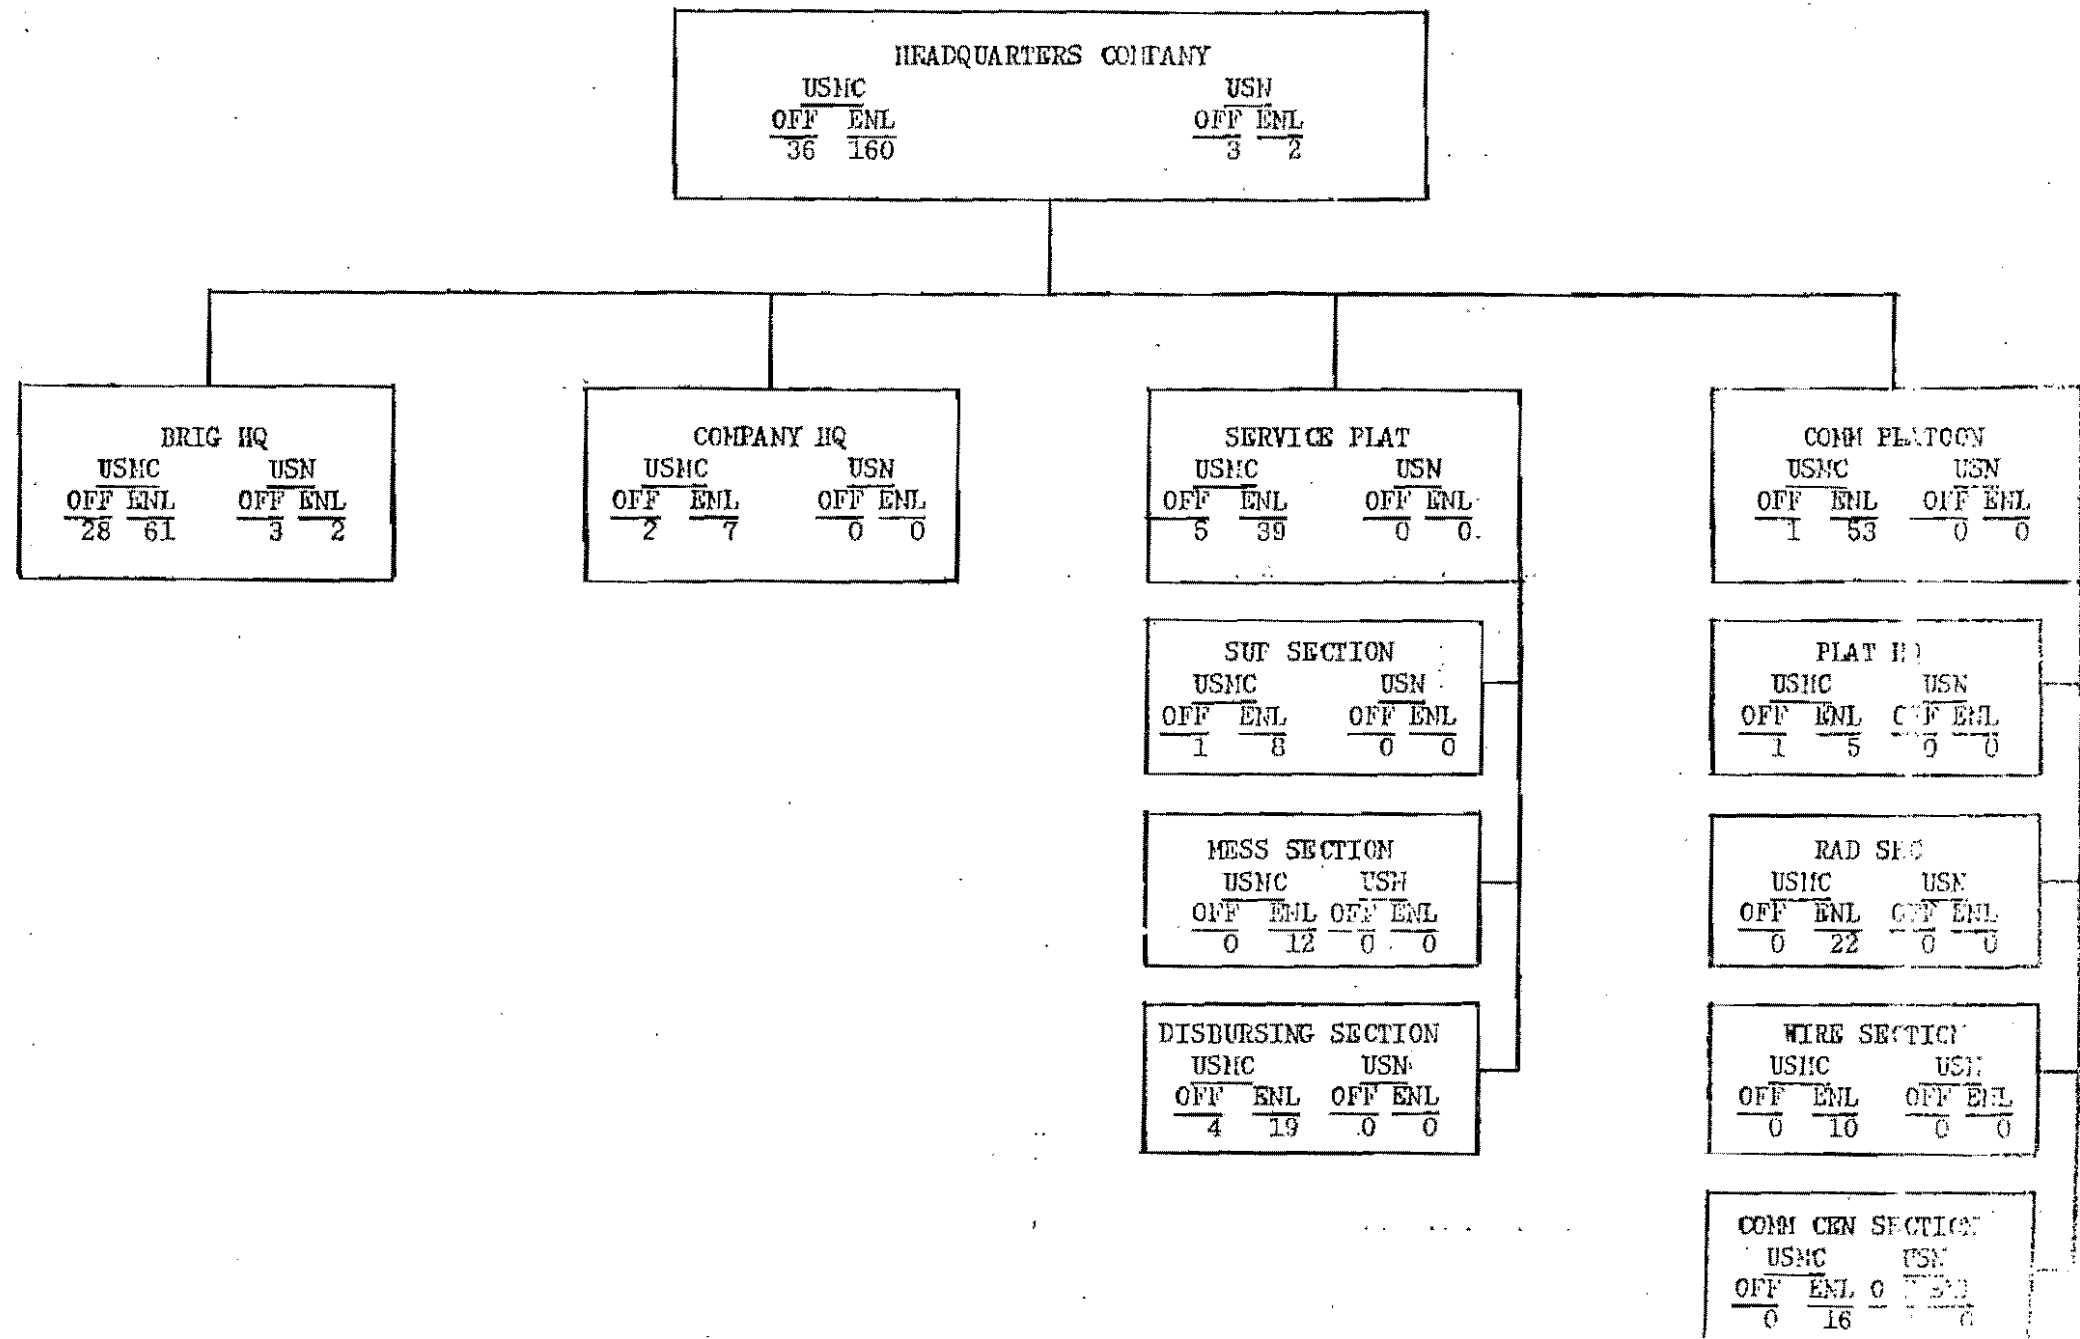 HEADQUARTERS COMPANY
USMC USN
OFF ENL OFF ENL
36 160 3 2
BRIG HQ
USMC USN
OFF ENL OFF ENL
28 61 3 2
COMPANY HQ
USMC USN
OFF ENL OFF ENL
2 7 0 0
SERVICE PLAT
USMC USN
OFF ENL OFF ENL
5 39 0 0
SUP SECTION
USMC USN
OFF ENL OFF ENL
1 8 0 0
MESS SECTION
USMC USN
OFF ENL OFF ENL
0 12 0 0
DISBURSING SECTION
USMC USN
OFF ENL OFF ENL
4 19 0 0
COMM PLATOON
USMC USN
OFF ENL OFF ENL
1 53 0 0
PLAT HQ
USMC USN
OFF ENL OFF ENL
1 5 0 0
RAD SEC
USMC USN
OFF ENL OFF ENL
0 22 0 0
WIRE SECTION
USMC USN
OFF ENL OFF ENL
0 10 0 0
COMM CEN SECTION
USMC USN
OFF ENL
0 16 0